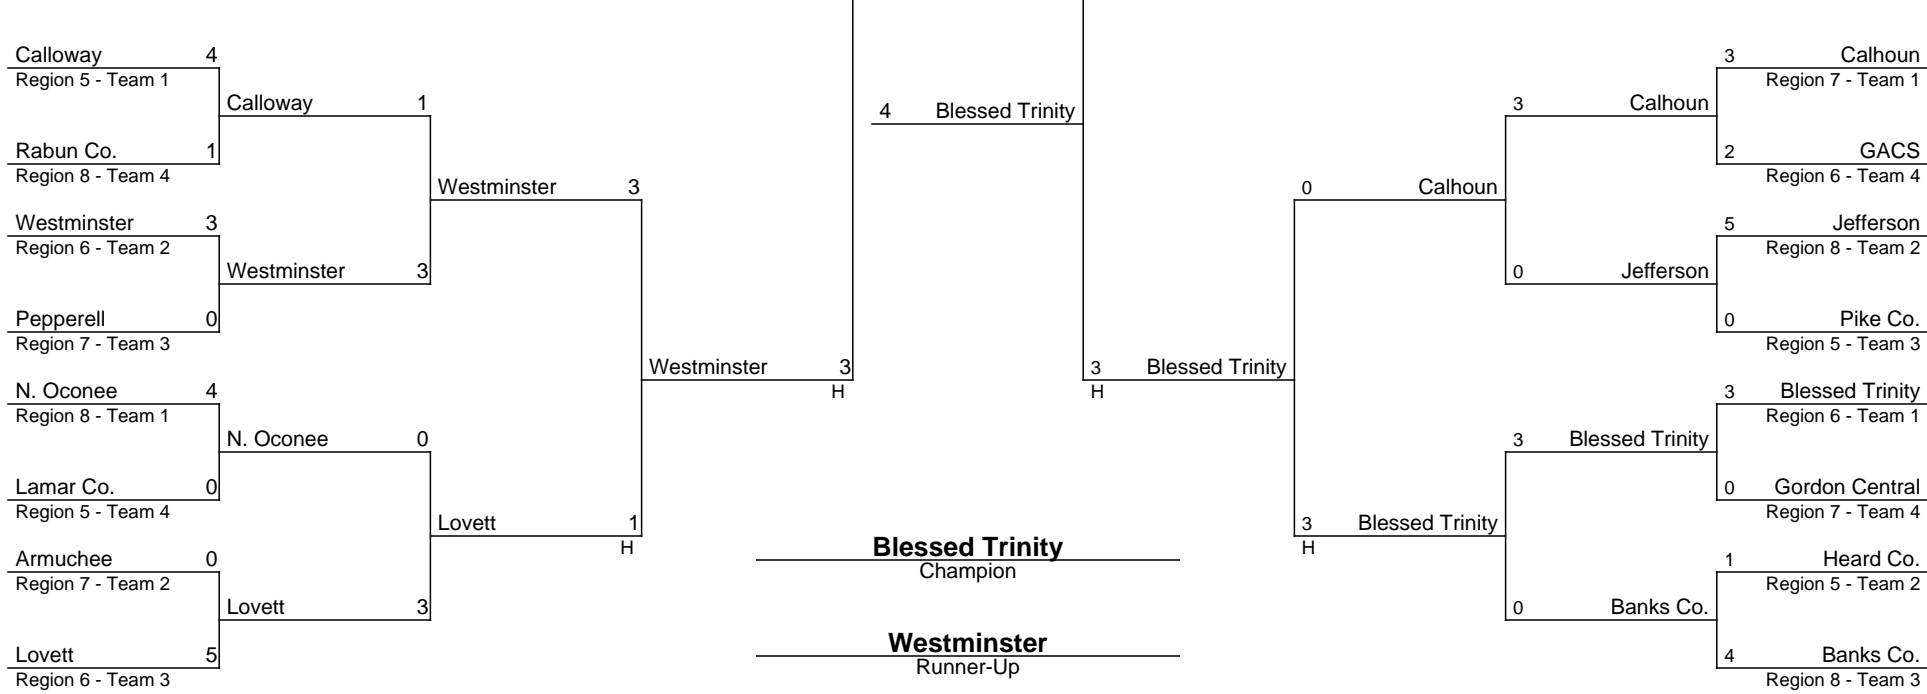 Calloway 4
Region 5 - Team 1
Calloway 1
Rabun Co. 1
Region 8 - Team 4
Westminster 3
Westminster 3
Region 6 - Team 2
Westminster 3
Pepperell 0
Region 7 - Team 3
Westminster 3
H
N. Oconee 4
Region 8 - Team 1
N. Oconee 0
Lamar Co. 0
Region 5 - Team 4
Lovett 1
H
Armuchee 0
Region 7 - Team 2
Lovett 3
Lovett 5
Region 6 - Team 3
4 Blessed Trinity
3 Blessed Trinity
H
Blessed Trinity
Champion
Westminster
Runner-Up
3 Calhoun
Region 7 - Team 1
3 Calhoun
2 GACS
Region 6 - Team 4
0 Calhoun
5 Jefferson
Region 8 - Team 2
0 Jefferson
0 Pike Co.
Region 5 - Team 3
3 Blessed Trinity
Region 6 - Team 1
3 Blessed Trinity
0 Gordon Central
Region 7 - Team 4
3 Blessed Trinity
H
1 Heard Co.
Region 5 - Team 2
0 Banks Co.
4 Banks Co.
Region 8 - Team 3